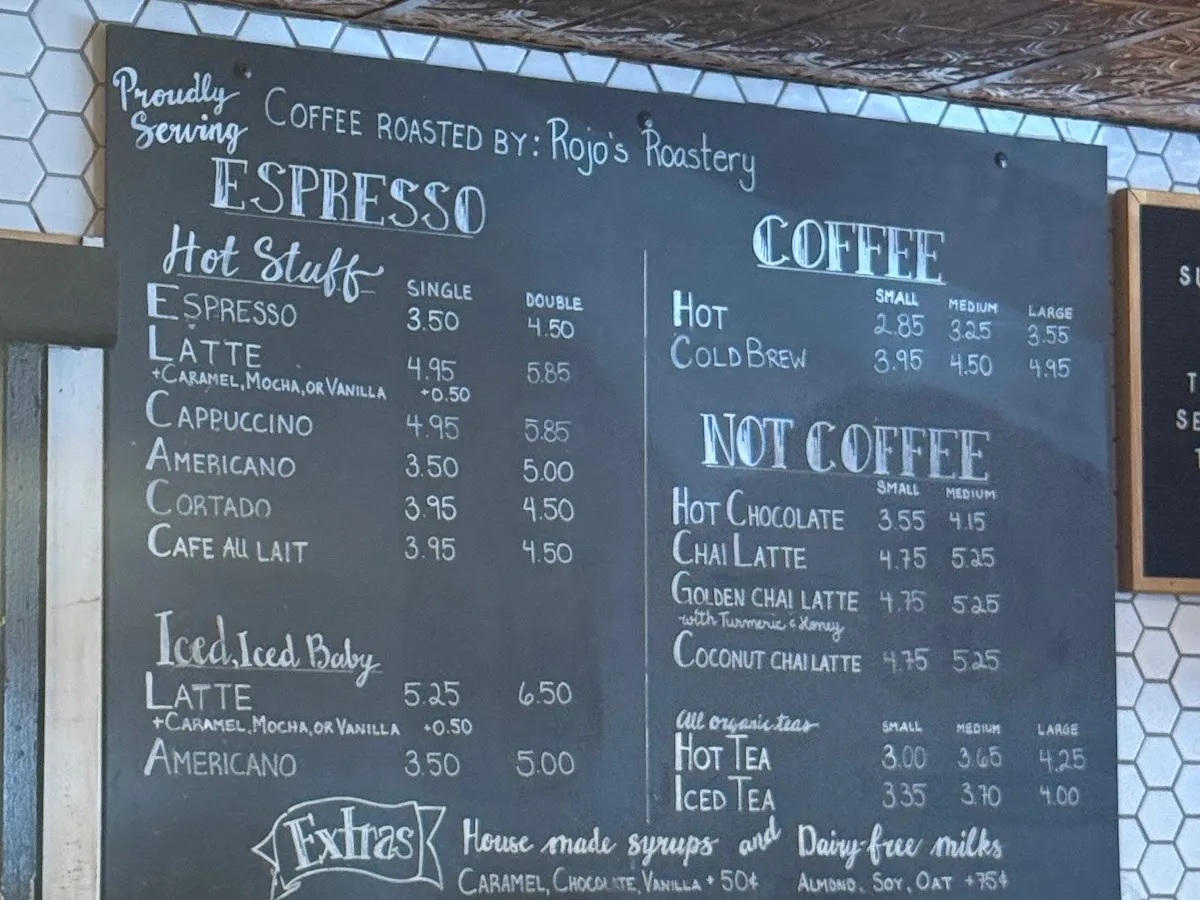 Proudly Serving COFFEE ROASTED BY: Rojo's Roastery
ESPRESSO
Hot Stuff SINGLE DOUBLE
ESPRESSO 3.50 4.50
LATTE 4.95 5.85
+CARAMEL, MOCHA, OR VANILLA +0.50
CAPPUCCINO 4.95 5.85
AMERICANO 3.50 5.00
CORTADO 3.95 4.50
CAFE AU LAIT 3.95 4.50
Iced, Iced Baby
LATTE 5.25 6.50
+CARAMEL, MOCHA, OR VANILLA +0.50
AMERICANO 3.50 5.00
COFFEE
SMALL MEDIUM LARGE
HOT 2.85 3.25 3.55
COLD BREW 3.95 4.50 4.95
NOT COFFEE
SMALL MEDIUM
HOT CHOCOLATE 3.55 4.15
CHAI LATTE 4.75 5.25
GOLDEN CHAI LATTE 4.75 5.25
with Turmeric & Honey
COCONUT CHAI LATTE 4.75 5.25
All organic teas SMALL MEDIUM LARGE
HOT TEA 3.00 3.65 4.25
ICED TEA 3.35 3.70 4.00
Extras House made syrups and Dairy-free milks
CARAMEL, CHOCOLATE, VANILLA + 50¢ ALMOND, SOY, OAT +75¢